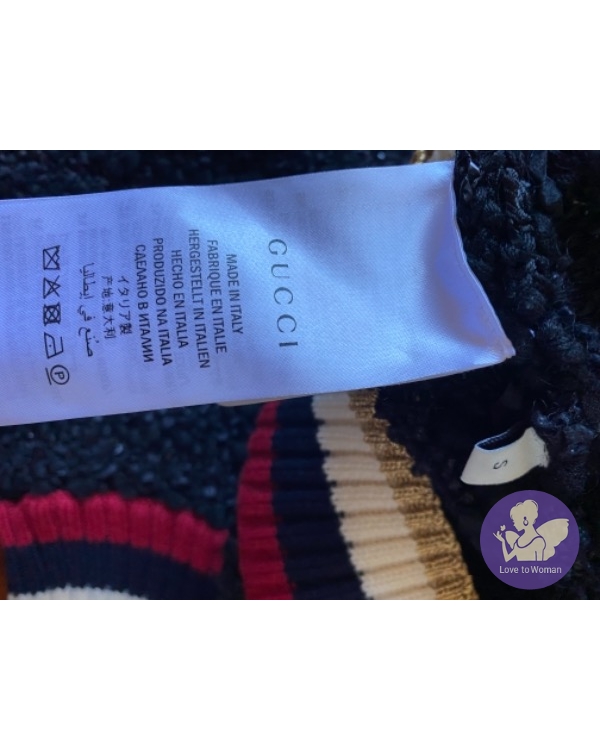 GUCCI
MADE IN ITALY
FABRIQUE EN ITALIE
HERGESTELLT IN ITALIEN
HECHO EN ITALIA
PRODUZIDO NA ITALIA
СДЕЛАНО В ИТАЛИИ
イタリア製
产地:意大利
صنع في إيطاليا
P
S
Love to Woman